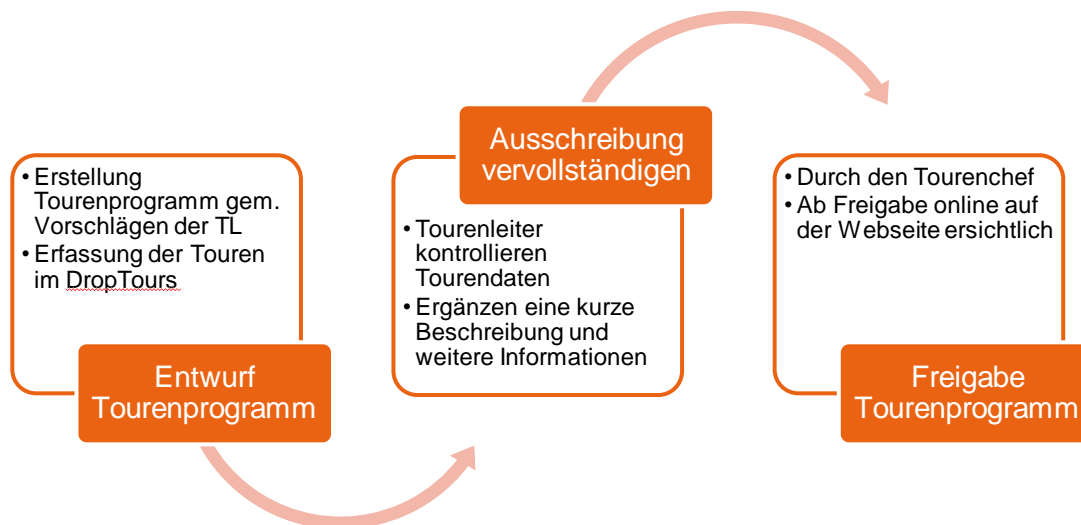 • Erstellung
Tourenprogramm gem.
Vorschlägen der TL
• Erfassung der Touren
im DropTours
Entwurf
Tourenprogramm
Ausschreibung
vervollständigen
• Tourenleiter
kontrollieren
Tourendaten
• Ergänzen eine kurze
Beschreibung und
weitere Informationen
• Durch den Tourenchef
• Ab Freigabe online auf
der Webseite ersichtlich
Freigabe
Tourenprogramm